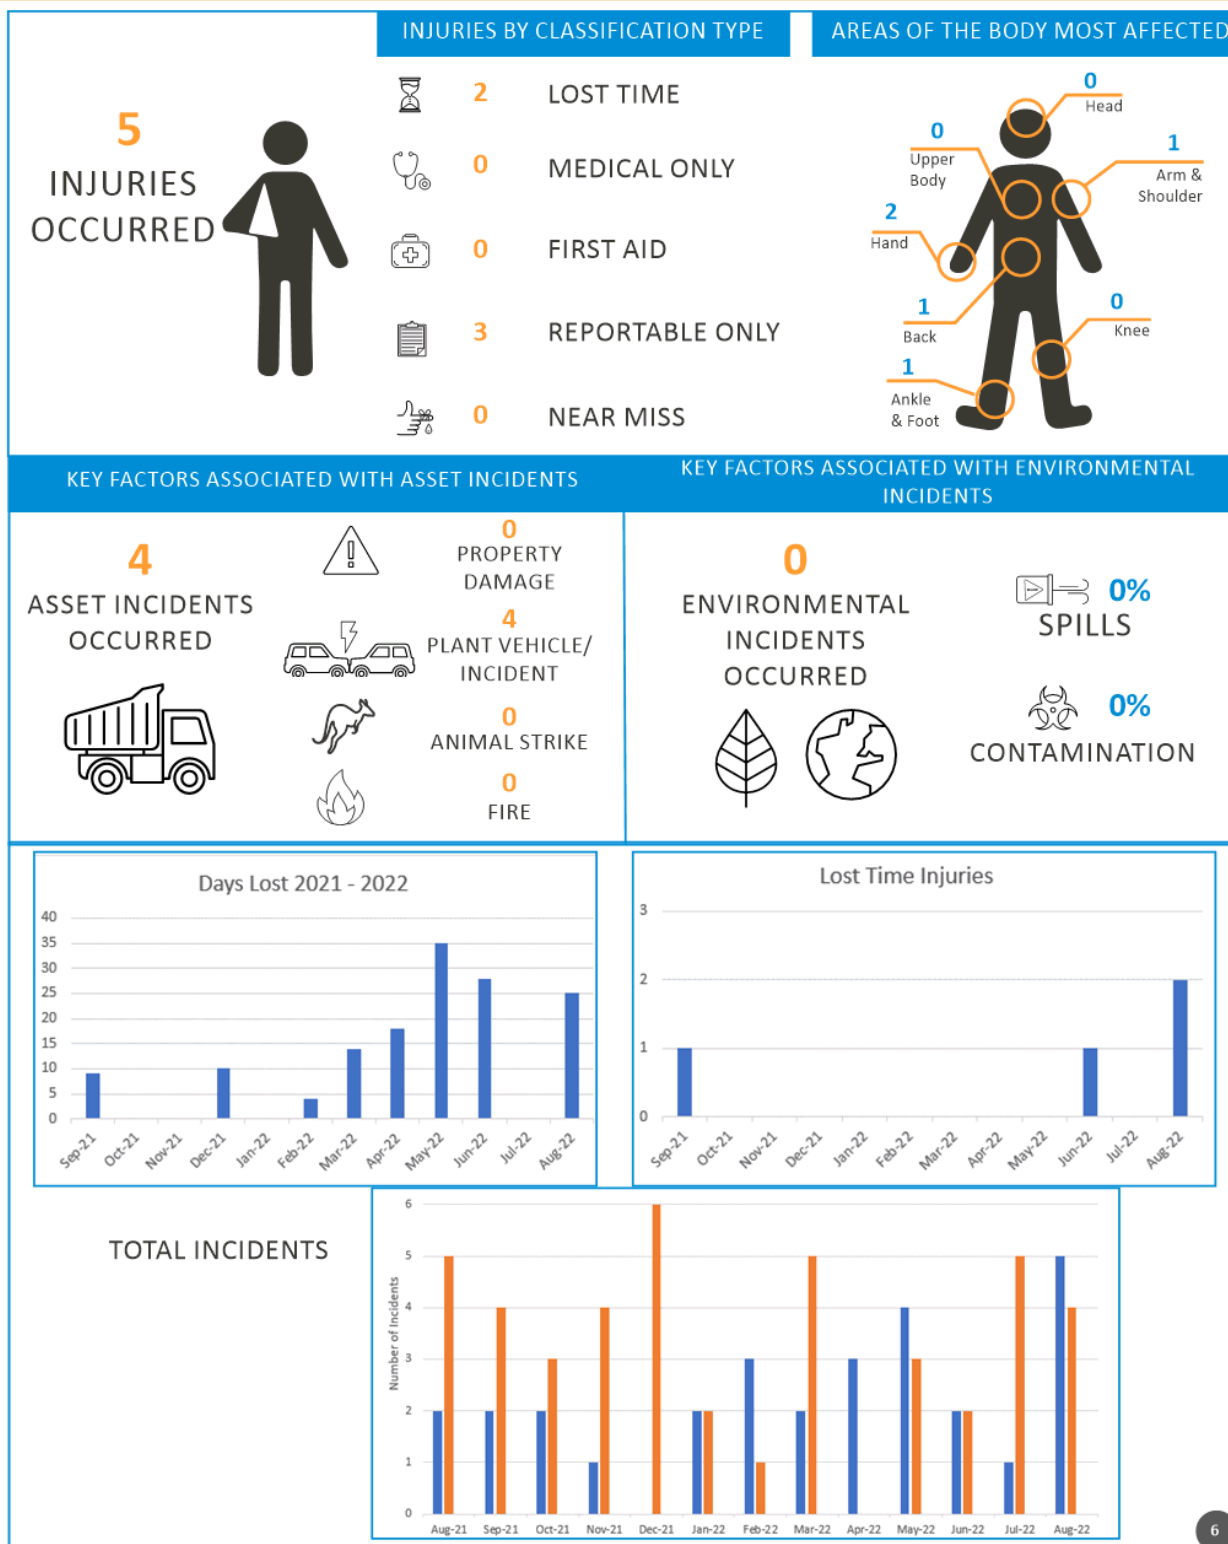 INJURIES BY CLASSIFICATION TYPE
AREAS OF THE BODY MOST AFFECTED
5
INJURIES
OCCURRED
2 LOST TIME
0 MEDICAL ONLY
0 FIRST AID
3 REPORTABLE ONLY
0 NEAR MISS
0
Head
0
Upper
Body
1
Arm &
Shoulder
2
Hand
1
Back
0
Knee
1
Ankle
& Foot
KEY FACTORS ASSOCIATED WITH ASSET INCIDENTS
KEY FACTORS ASSOCIATED WITH ENVIRONMENTAL
INCIDENTS
4
ASSET INCIDENTS
OCCURRED
0
PROPERTY
DAMAGE
4
PLANT VEHICLE/
INCIDENT
0
ANIMAL STRIKE
0
FIRE
0
ENVIRONMENTAL
INCIDENTS
OCCURRED
0%
SPILLS
0%
CONTAMINATION
Days Lost 2021 - 2022
40
35
30
25
20
15
10
5
0
Sep-21 Oct-21 Nov-21 Dec-21 Jan-22 Feb-22 Mar-22 Apr-22 May-22 Jun-22 Jul-22 Aug-22
Lost Time Injuries
3
2
1
0
Sep-21 Oct-21 Nov-21 Dec-21 Jan-22 Feb-22 Mar-22 Apr-22 May-22 Jun-22 Jul-22 Aug-22
TOTAL INCIDENTS
Number of Incidents
6
5
4
3
2
1
0
Aug-21 Sep-21 Oct-21 Nov-21 Dec-21 Jan-22 Feb-22 Mar-22 Apr-22 May-22 Jun-22 Jul-22 Aug-22
6